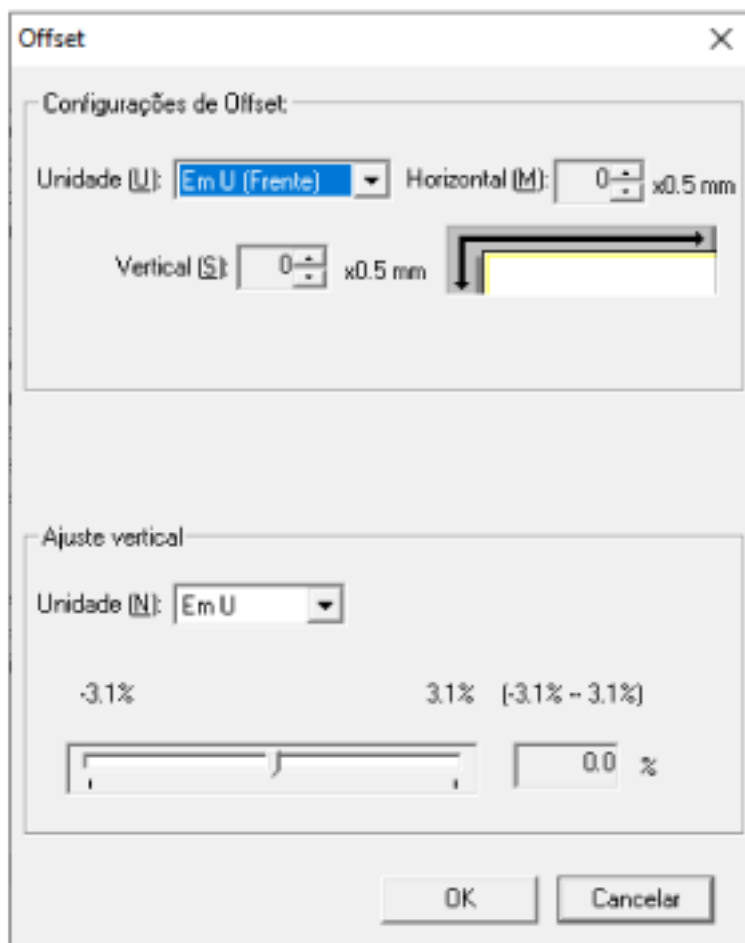 Offset
Configurações de Offset:
Unidade (U): Em U (Frente) Horizontal (M): 0 x0.5 mm
Vertical (S): 0 x0.5 mm
Ajuste vertical
Unidade (N): Em U
-3.1% 3.1% (-3.1% -- 3.1%)
0.0 %
OK Cancelar